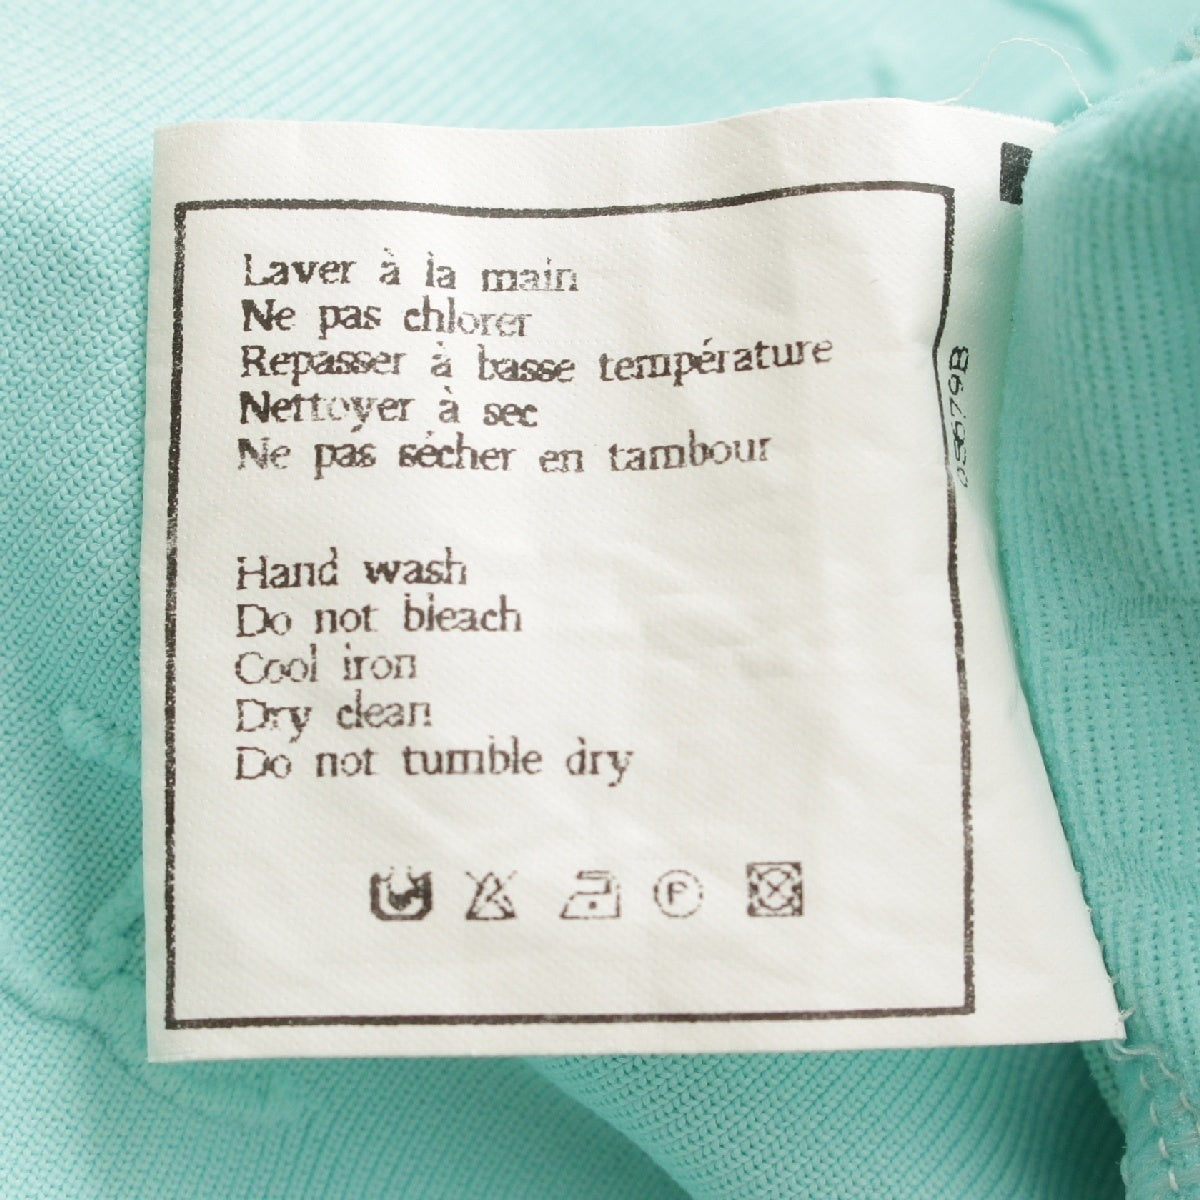 Laver à la main
Ne pas chlorer
Repasser à basse température
Nettoyer à sec
Ne pas sécher en tambour
Hand wash
Do not bleach
Cool iron
Dry clean
Do not tumble dry
P